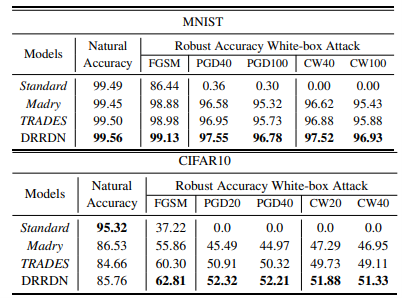 MNIST
Models Natural Accuracy Robust Accuracy White-box Attack
FGSM PGD40 PGD100 CW40 CW100
Standard 99.49 86.44 0.36 0.30 0.00 0.00
Madry 99.45 98.88 96.58 95.32 96.62 95.43
TRADES 99.50 98.98 96.95 95.73 96.88 95.88
DRRDN 99.56 99.13 97.55 96.78 97.52 96.93
CIFAR10
Models Natural Accuracy Robust Accuracy White-box Attack
FGSM PGD20 PGD40 CW20 CW40
Standard 95.32 37.22 0.0 0.0 0.0 0.0
Madry 86.53 55.86 45.49 44.97 47.29 46.95
TRADES 84.66 60.30 50.91 50.32 49.73 49.11
DRRDN 85.76 62.81 52.32 52.21 51.88 51.33